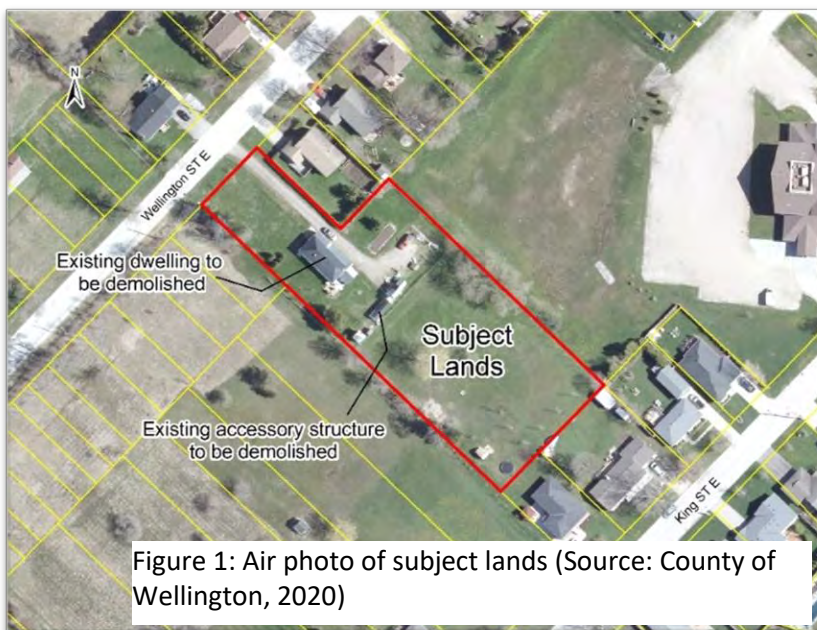 N
Wellington ST E
Existing dwelling to
be demolished
Subject
Lands
Existing accessory structure
to be demolished
King ST E
Figure 1: Air photo of subject lands (Source: County of
Wellington, 2020)